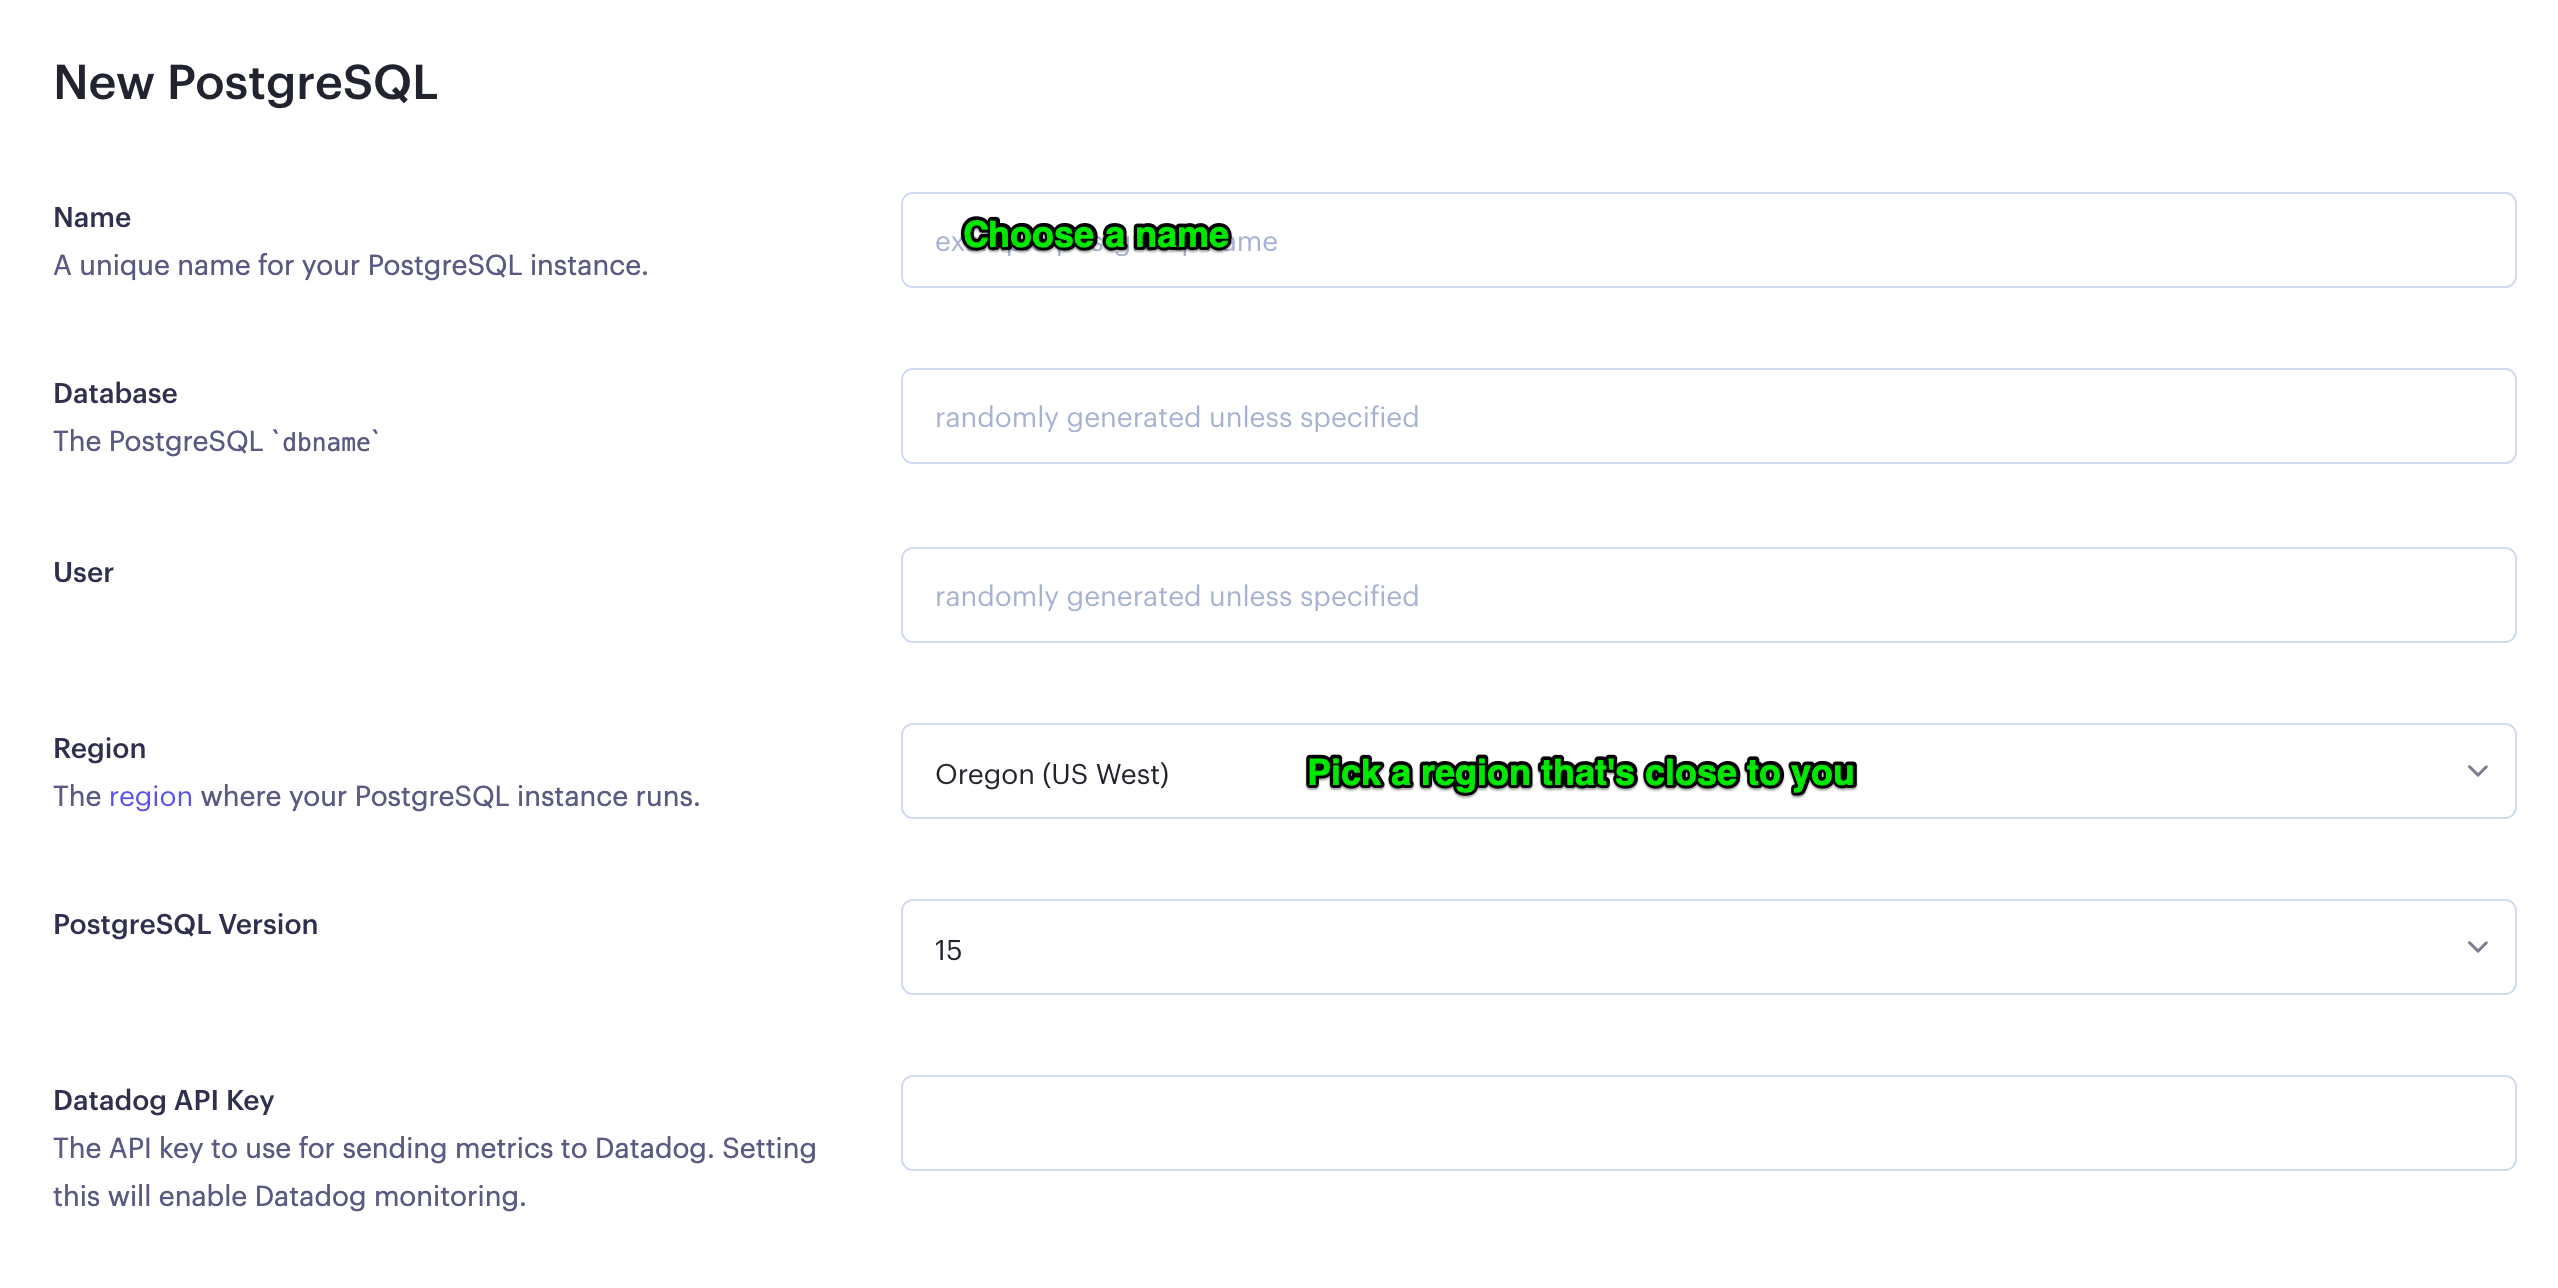 New PostgreSQL
Name
Choose a name
A unique name for your PostgreSQL instance.
Database
randomly generated unless specified
The PostgreSQL `dbname`
User
randomly generated unless specified
Region
Oregon (US West)
Pick a region that's close to you
The region where your PostgreSQL instance runs.
PostgreSQL Version
15
Datadog API Key
The API key to use for sending metrics to Datadog. Setting
this will enable Datadog monitoring.